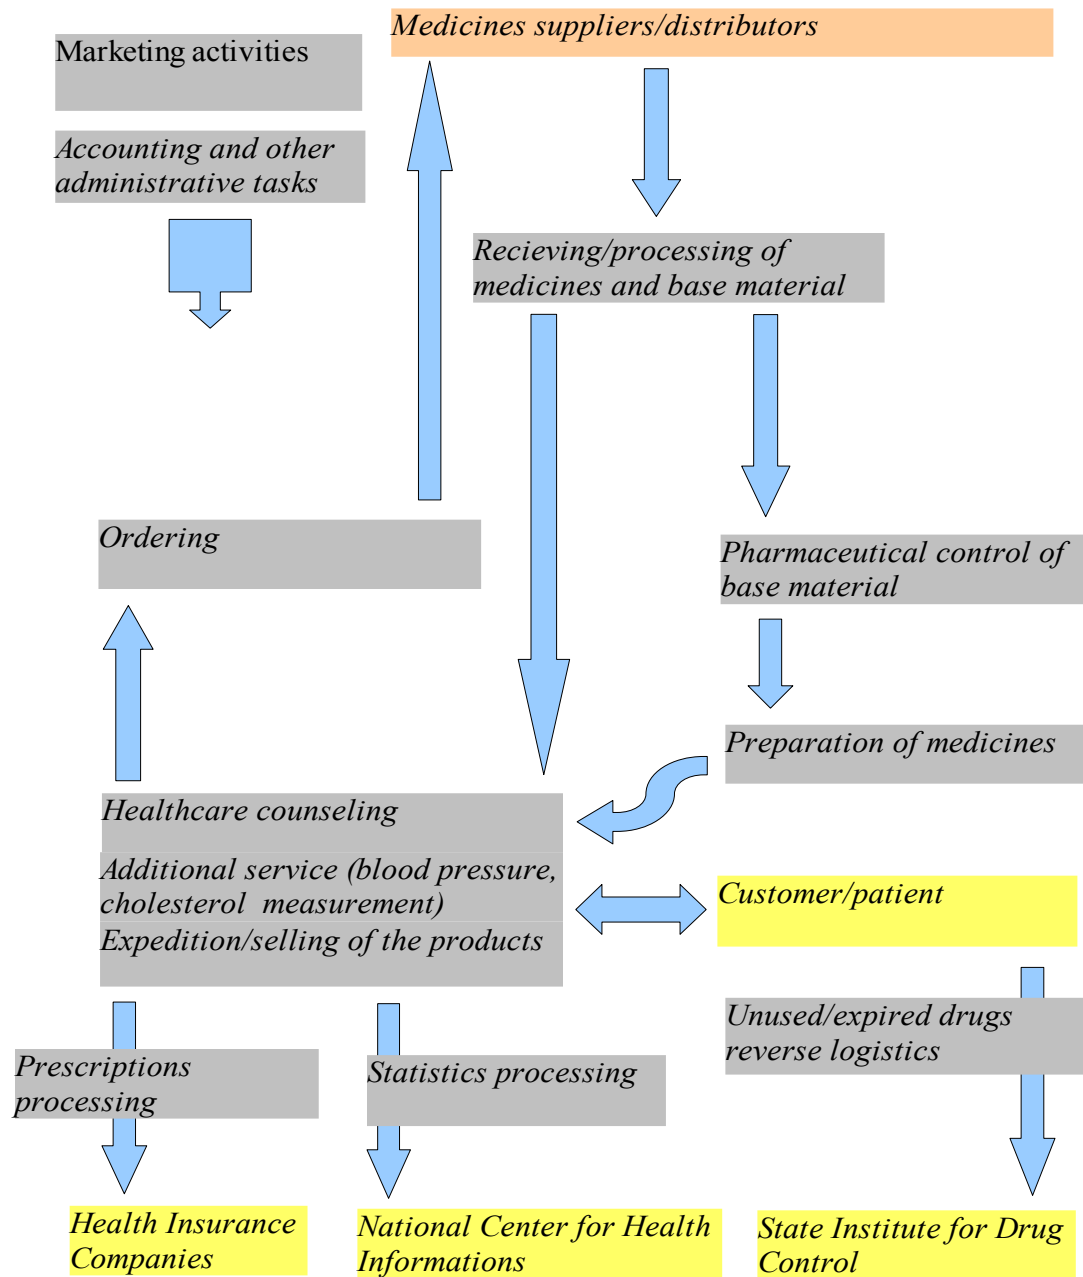 Medicines suppliers/distributors
Marketing activities
Accounting and other
administrative tasks
Recieving/processing of
medicines and base material
Ordering
Pharmaceutical control of
base material
Preparation of medicines
Healthcare counseling
Additional service (blood pressure,
cholesterol measurement)
Expedition/selling of the products
Customer/patient
Unused/expired drugs
reverse logistics
Prescriptions
processing
Statistics processing
Health Insurance
Companies
National Center for Health
Informations
State Institute for Drug
Control